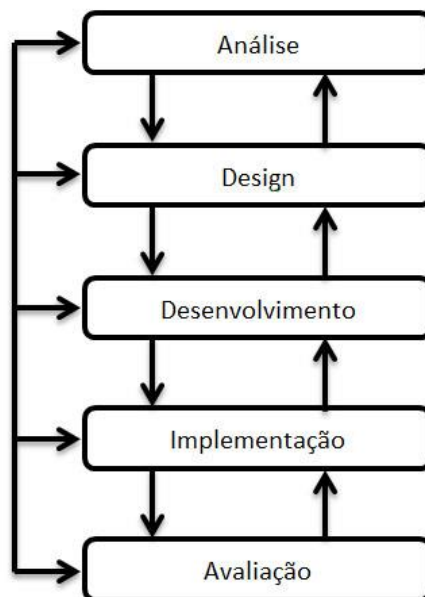 Análise
Design
Desenvolvimento
Implementação
Avaliação